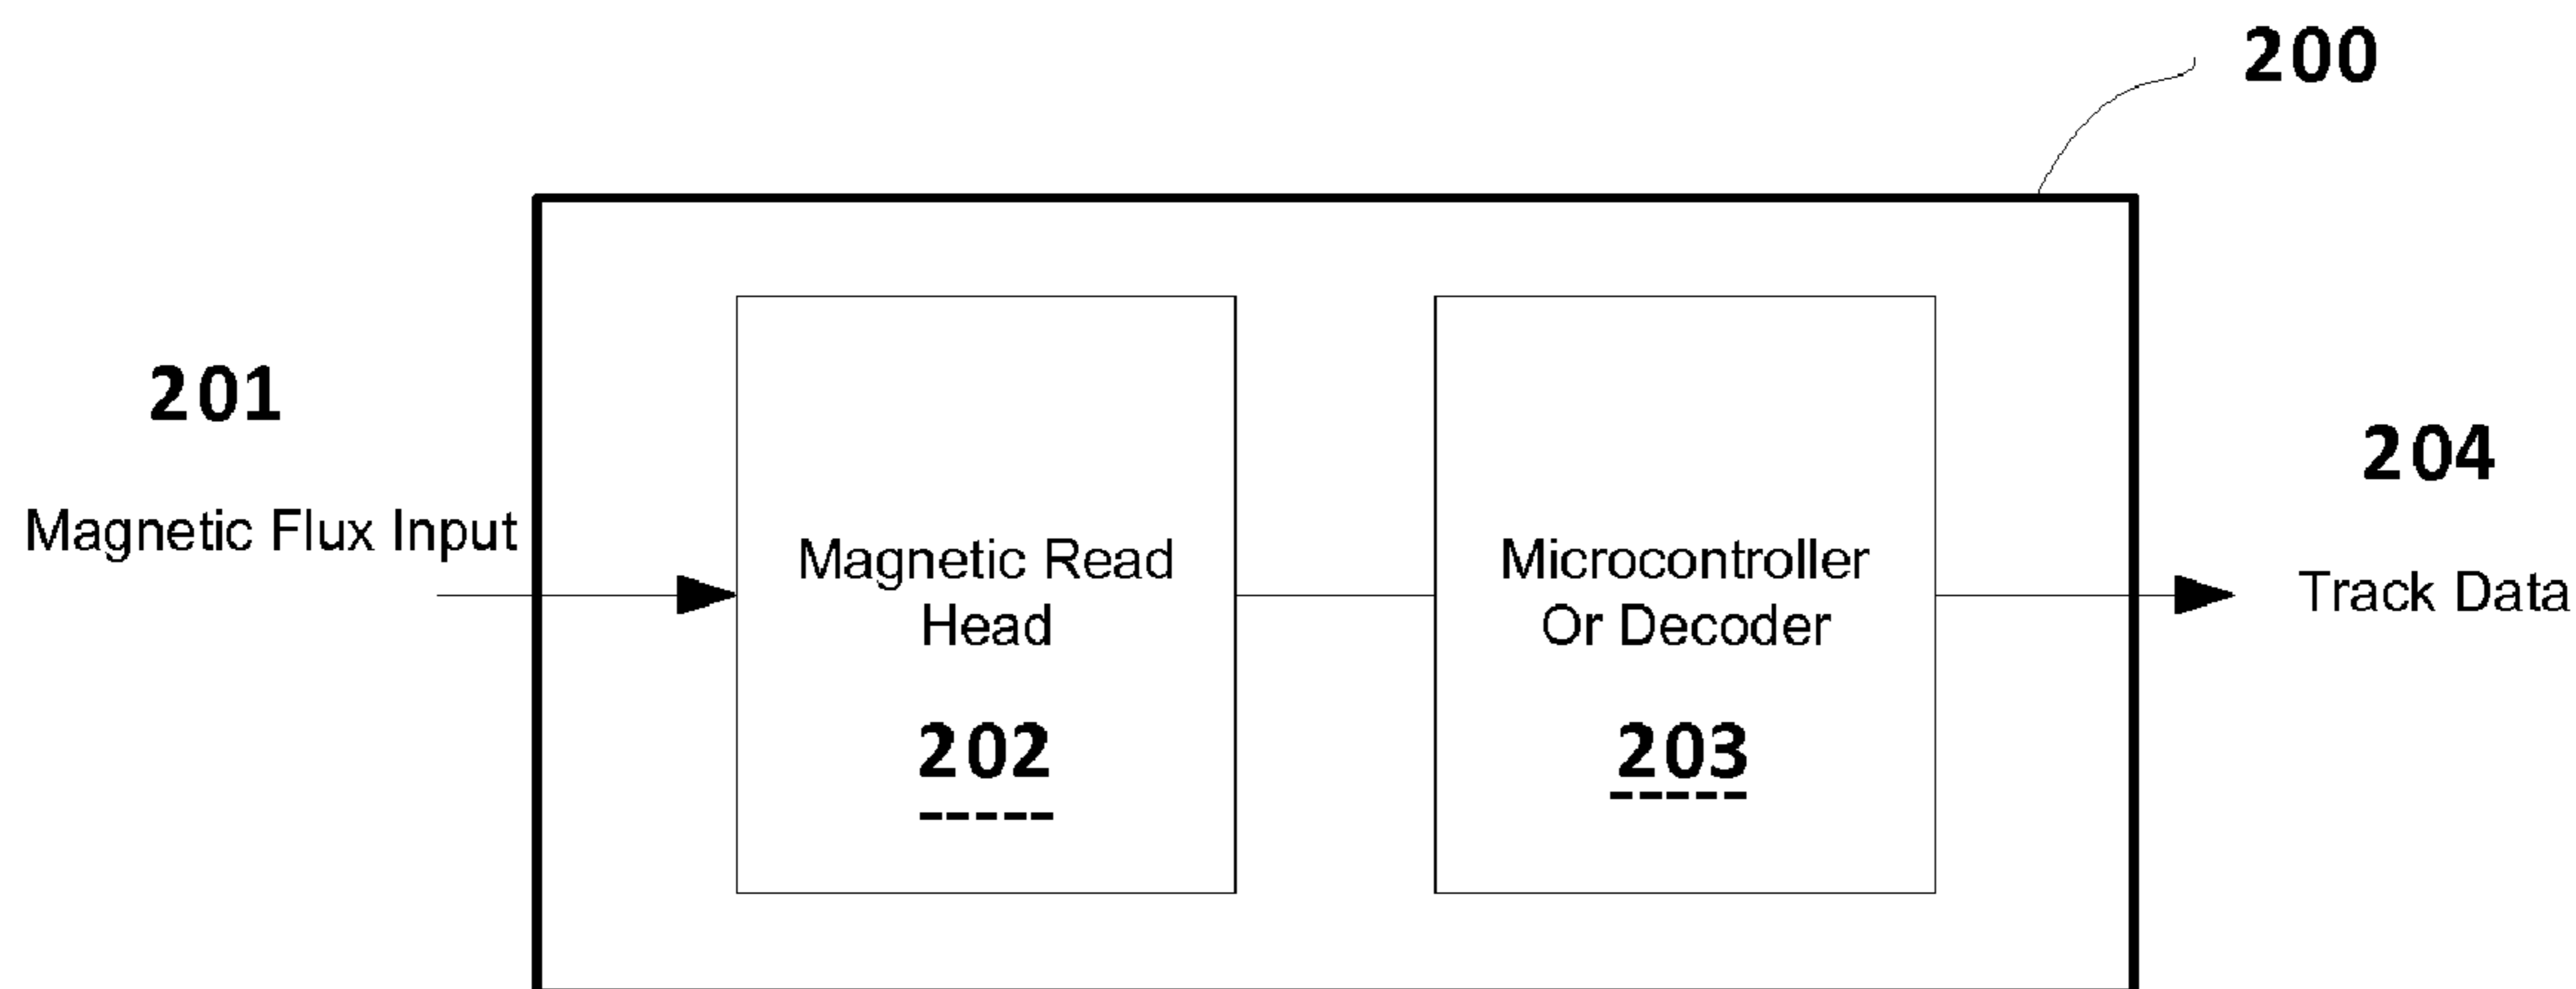 200
201
Magnetic Flux Input
Magnetic Read
Head
202
Microcontroller
Or Decoder
203
204
Track Data